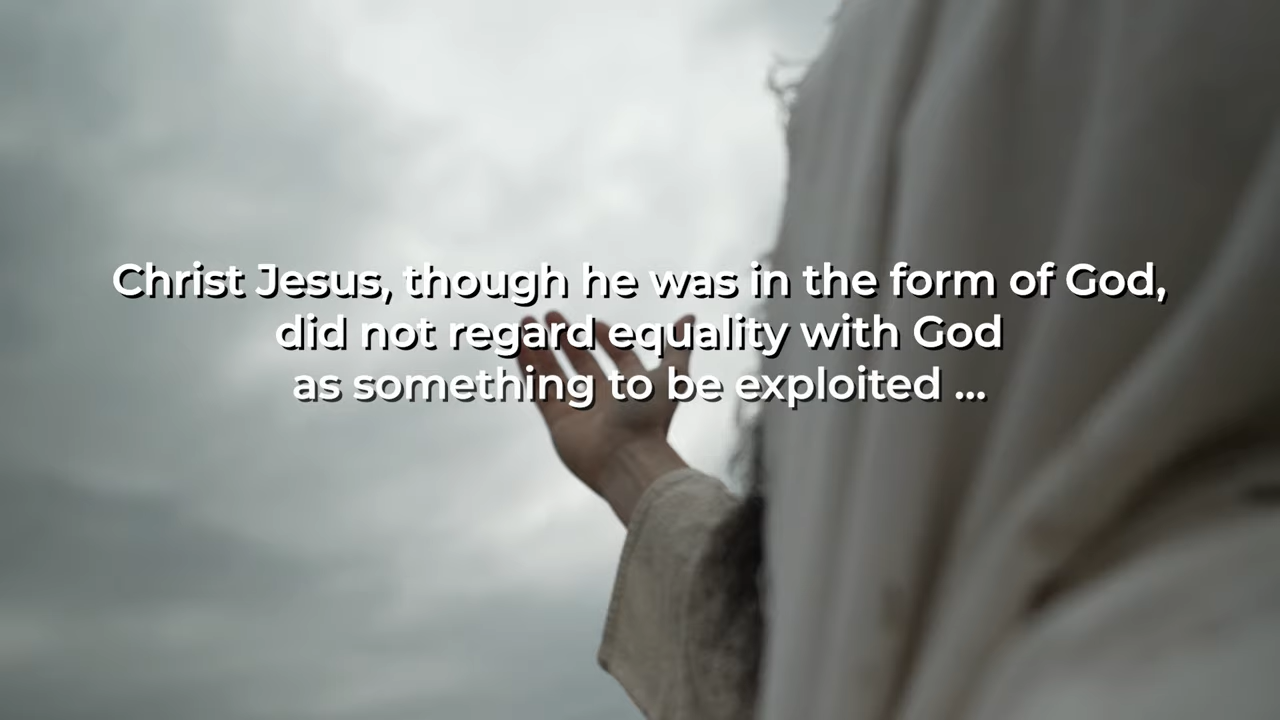 Christ Jesus, though he was in the form of God,
did not regard equality with God
as something to be exploited ...